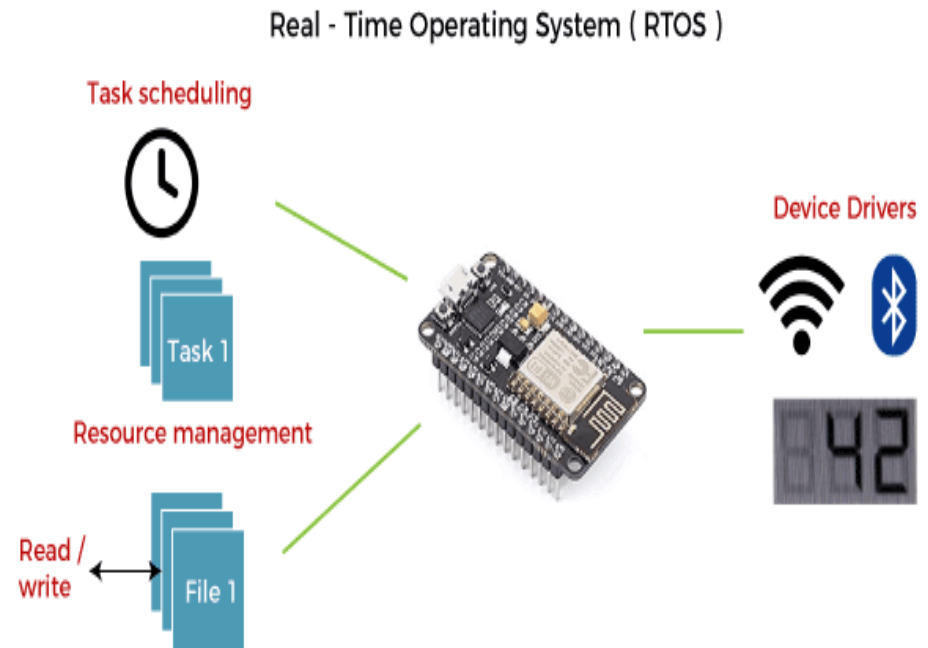 Real - Time Operating System ( RTOS )
Task scheduling
Task 1
Resource management
Read /
write
File 1
Device Drivers
42